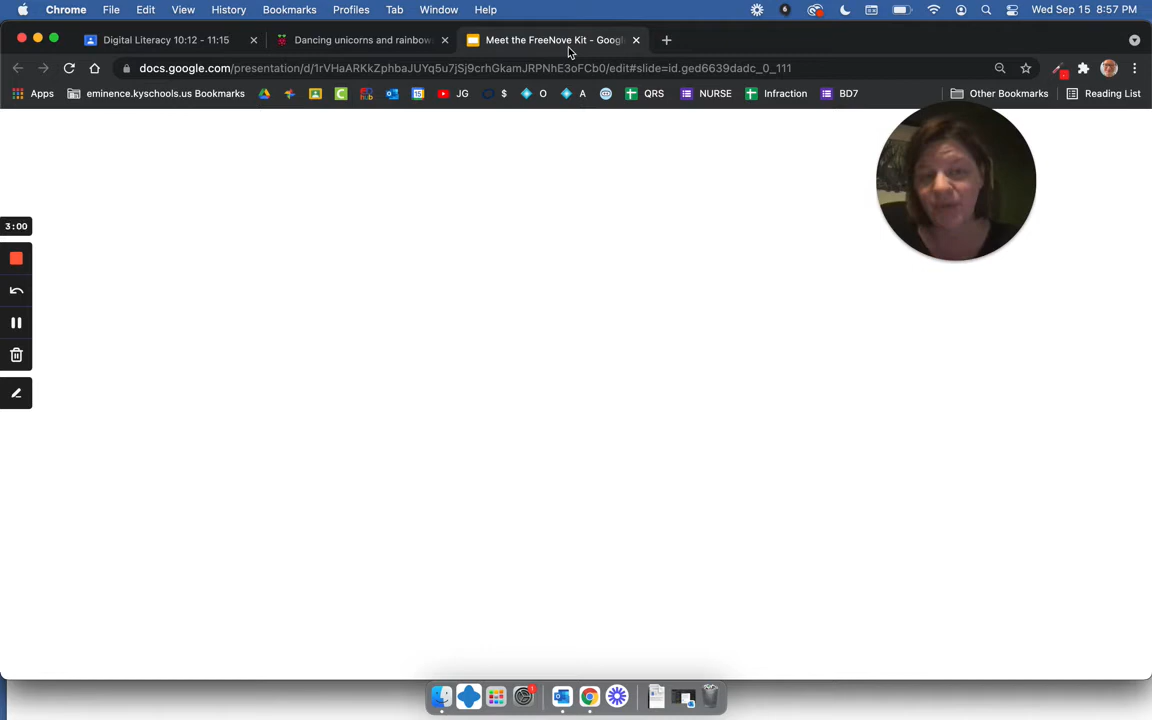 Chrome File Edit View History Bookmarks Profiles Tab Window Help 6 Wed Sep 15 8:57 PM
Digital Literacy 10:12 - 11:15 Dancing unicorns and rainbow Meet the FreeNove Kit - Googl
docs.google.com/presentation/d/1rVHaARKkZphbaJUYq5u7jSj9crhGkamJRPNhE3oFCb0/edit#slide=id.ged6639dadc_0_111
Apps eminence.kyschools.us Bookmarks JG $ O A QRS NURSE Infraction BD7 Other Bookmarks Reading List
3:00